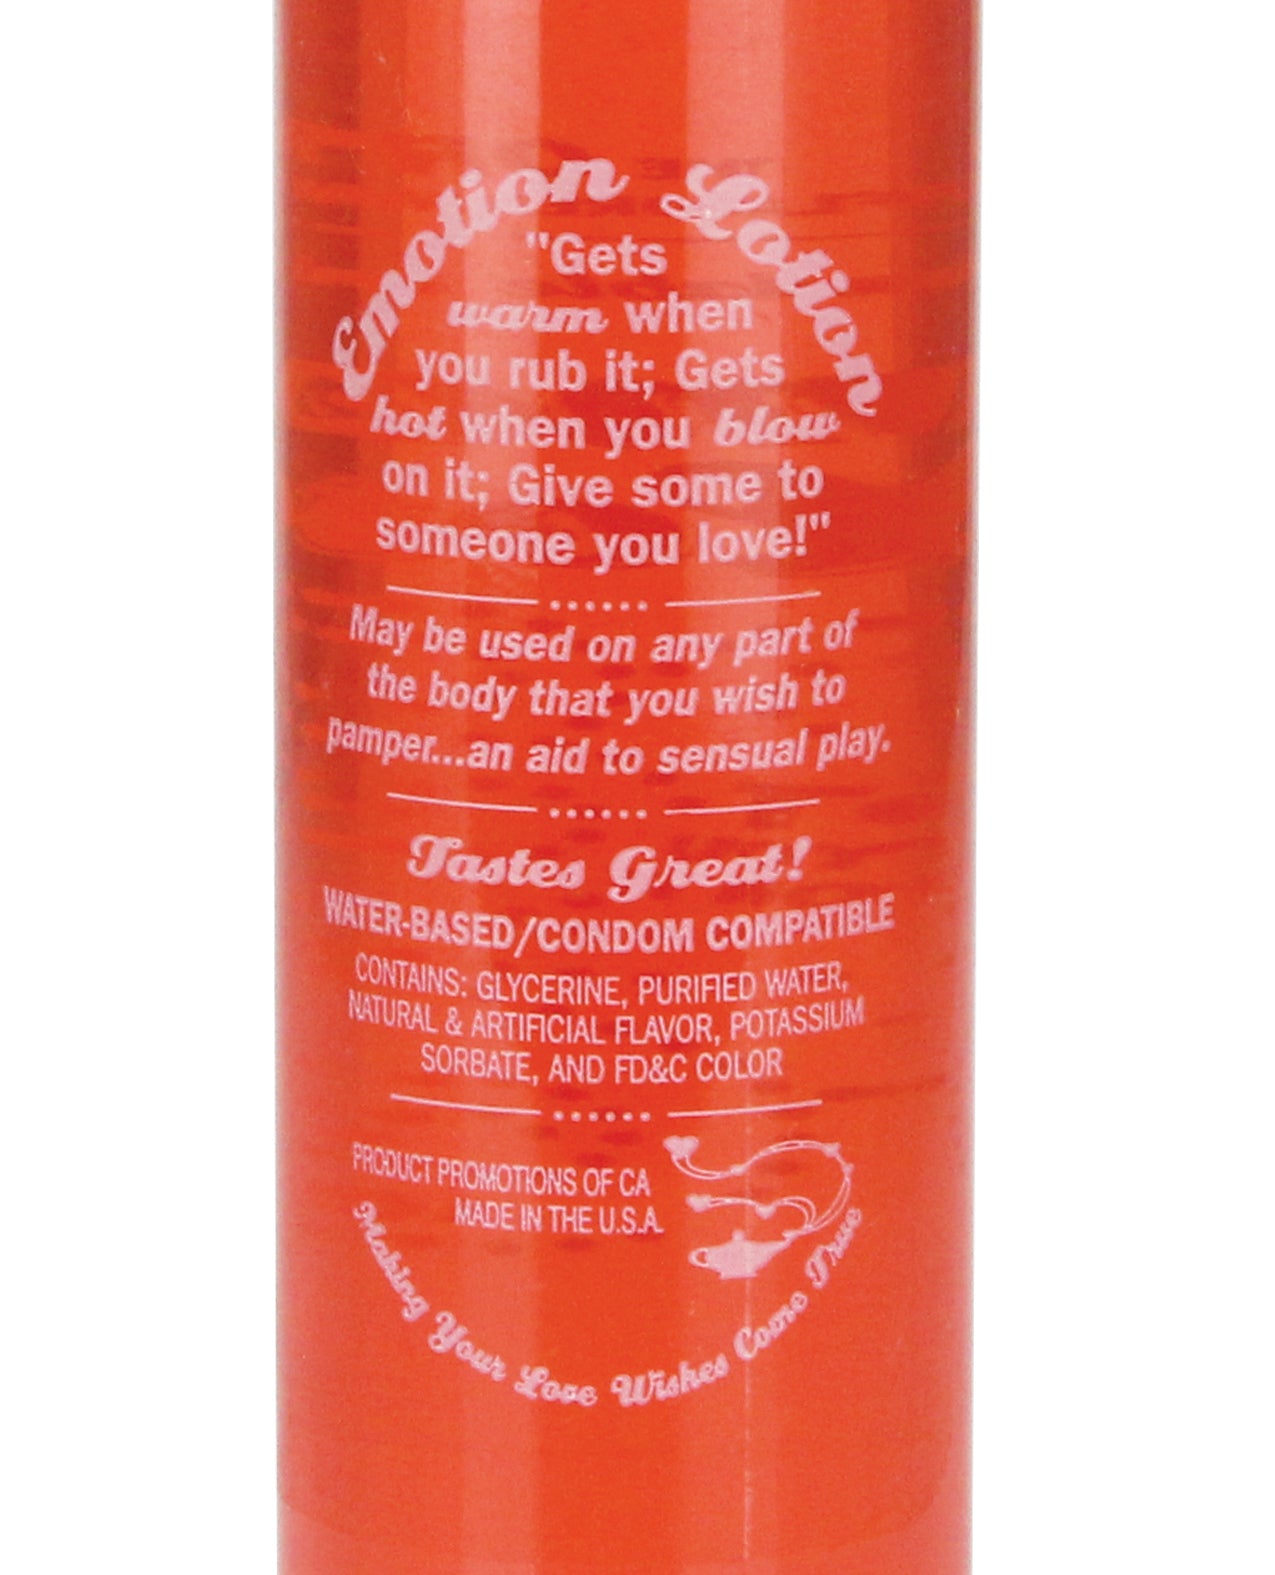 Emotion Lotion
"Gets
warm when
you rub it; Gets
hot when you blow
on it; Give some to
someone you love!"
May be used on any part of
the body that you wish to
pamper...an aid to sensual play.
Tastes Great!
WATER-BASED/CONDOM COMPATIBLE
CONTAINS: GLYCERINE, PURIFIED WATER,
NATURAL & ARTIFICIAL FLAVOR, POTASSIUM
SORBATE, AND FD&C COLOR
PRODUCT PROMOTIONS OF CA
MADE IN THE U.S.A.
Making Your Love Wishes Come True